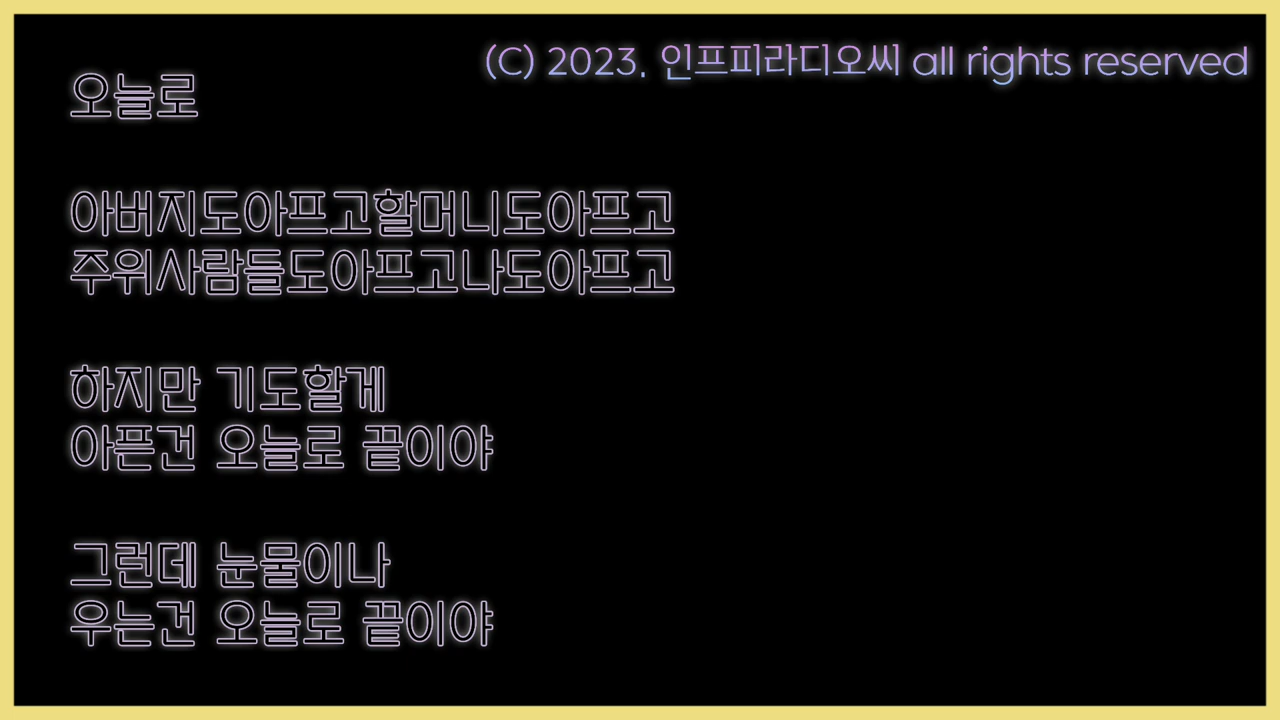 (C) 2023. 인프피라디오씨 all rights reserved
오늘로
아버지도아프고할머니도아프고
주위사람들도아프고나도아프고
하지만 기도할게
아픈건 오늘로 끝이야
그런데 눈물이나
우는건 오늘로 끝이야